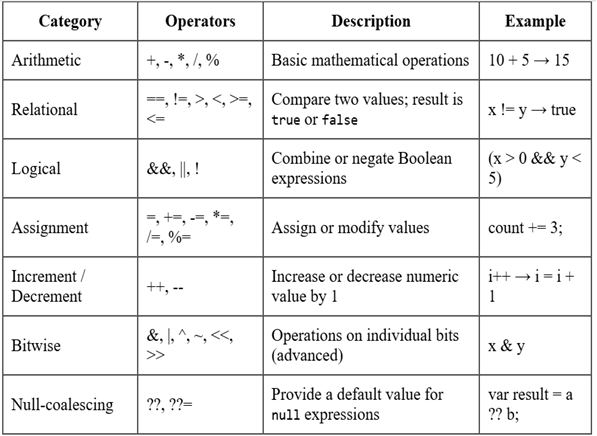 Category Operators Description Example
Arithmetic +, -, *, /, % Basic mathematical operations 10 + 5 → 15
Relational ==, !=, >, <, >=, <= Compare two values; result is true or false x != y → true
Logical &&, ||, ! Combine or negate Boolean expressions (x > 0 && y < 5)
Assignment =, +=, -=, *=, /=, %= Assign or modify values count += 3;
Increment / Decrement ++, -- Increase or decrease numeric value by 1 i++ → i = i + 1
Bitwise &, |, ^, ~, <<, >> Operations on individual bits (advanced) x & y
Null-coalescing ??, ??= Provide a default value for null expressions var result = a ?? b;